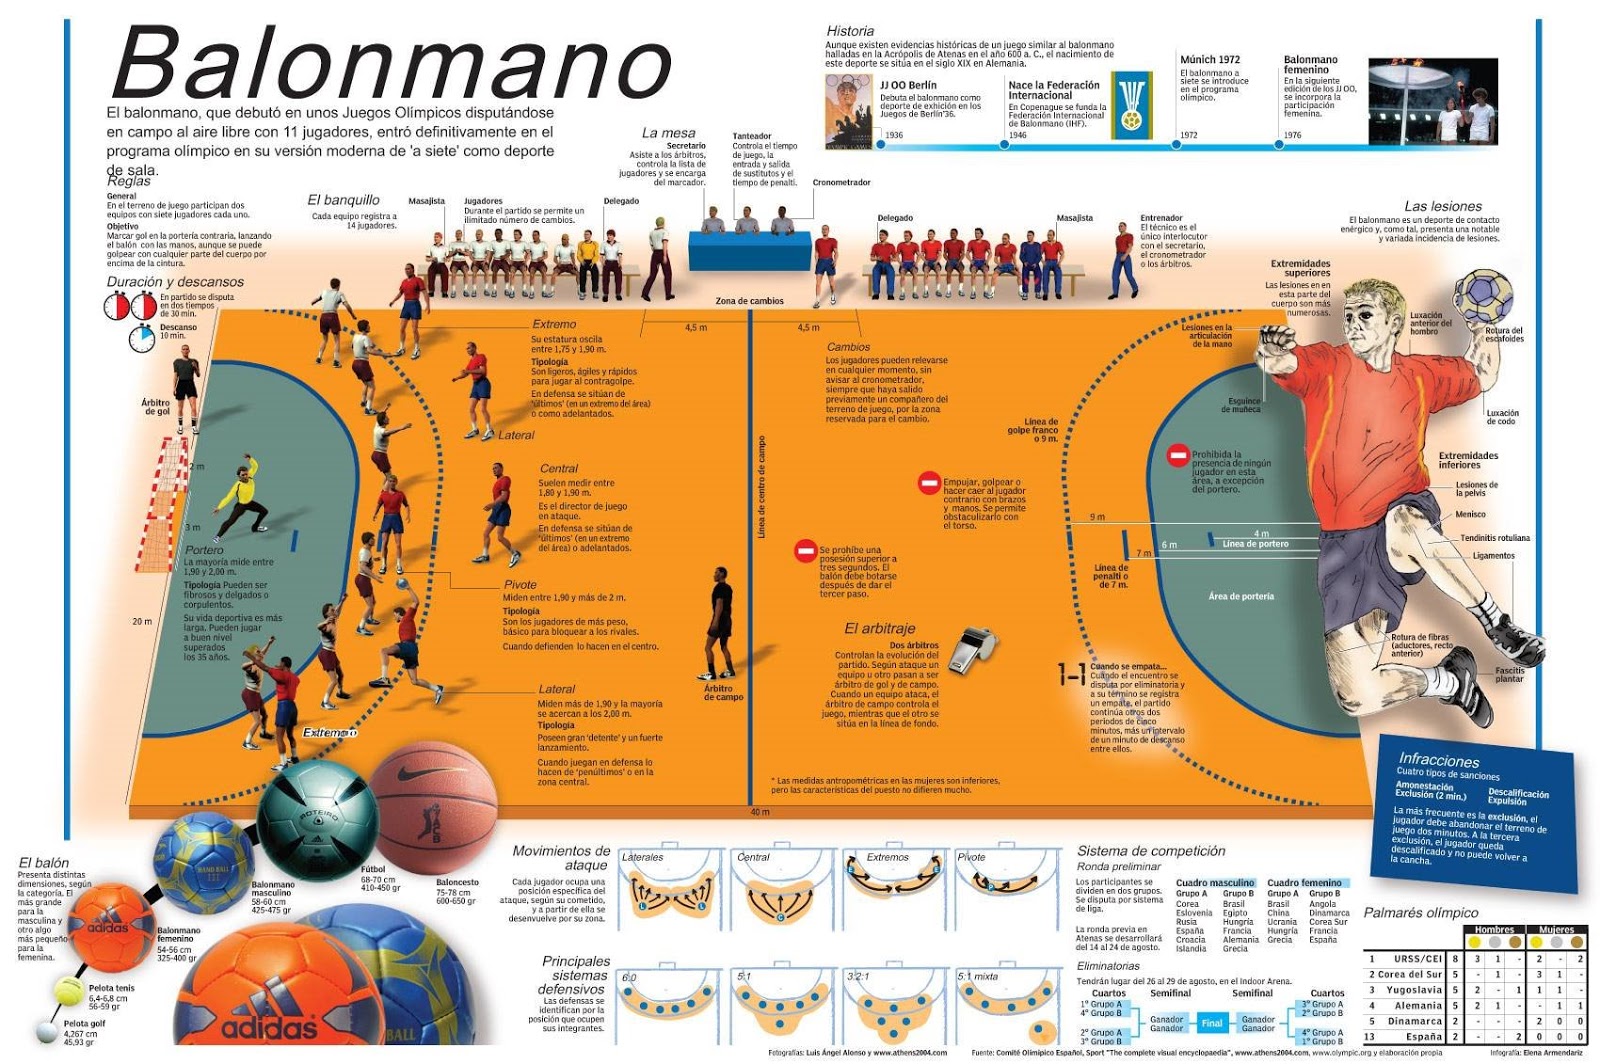 Balonmano
El balonmano, que debutó en unos Juegos Olímpicos disputándose
en campo al aire libre con 11 jugadores, entró definitivamente en el
programa olímpico en su versión moderna de 'a siete' como deporte
de sala.
Historia
Aunque existen evidencias históricas de un juego similar al balonmano
halladas en la Acrópolis de Atenas en el año 600 a. C., el nacimiento de
este deporte se sitúa en el siglo XIX en Alemania.
JJ OO Berlín
Debuta el balonmano como
deporte de exhición en los
Juegos de Berlín'36.
1936
Nace la Federación
Internacional
En Copenague se funda la
Federación Internacional
de Balonmano (IHF).
1946
Múnich 1972
El balonmano a
siete se introduce
en el programa
olímpico.
1972
Balonmano
femenino
En la siguiente
edición de los JJ OO,
se incorpora la
participación
femenina.
1976
Reglas
General
En el terreno de juego participan dos
equipos con siete jugadores cada uno.
Objetivo
Marcar gol en la portería contraria, lanzando
el balón con las manos, aunque se puede
golpear con cualquier parte del cuerpo por
encima de la cintura.
Duración y descansos
En partido se disputa
en dos tiempos
de 30 min.
Descanso
10 min.
El banquillo
Cada equipo registra a
14 jugadores.
Masajista
Jugadores
Durante el partido se permite un
ilimitado número de cambios.
Delegado
La mesa
Secretario
Asiste a los árbitros,
controla la lista de
jugadores y se encarga
del marcador.
Tanteador
Controla el tiempo
de juego, la
entrada y salida
de sustitutos y el
tiempo de penalti.
Cronometrador
Delegado
Masajista
Entrenador
El técnico es el
único interlocutor
con el secretario,
el cronometrador
o los árbitros.
Zona de cambios
4,5 m
4,5 m
Las lesiones
El balonmano es un deporte de contacto
enérgico y, como tal, presenta una notable
y variada incidencia de lesiones.
Extremidades
superiores
Las lesiones en
esta parte del
cuerpo son más
numerosas.
Lesiones en la
articulación
de la mano
Luxación
anterior del
hombro
Rotura del
escafoides
Esguince
de muñeca
Luxación
de codo
Extremidades
inferiores
Lesiones de
la pelvis
Menisco
Tendinitis rotuliana
Ligamentos
Rotura de fibras
(aductores, recto
anterior)
Fascitis
plantar
Árbitro
de gol
2 m
3 m
20 m
Portero
La mayoría mide entre
1,90 y 2,00 m.
Tipología Pueden ser
fibrosos y delgados o
corpulentos.
Su vida deportiva es más
larga. Pueden jugar
a buen nivel
superados
los 35 años.
Extremo
Su estatura oscila
entre 1,75 y 1,90 m.
Tipología
Son ligeros, ágiles y rápidos
para jugar al contragolpe.
En defensa se sitúan de
'últimos' (en un extremo del área)
o como adelantados.
Lateral
Central
Suelen medir entre
1,80 y 1,90 m.
Es el director de juego
en ataque.
En defensa se sitúan de
'últimos' (en un extremo
del área) o adelantados.
Pivote
Miden entre 1,90 y más de 2 m.
Tipología
Son los jugadores de más peso,
básico para bloquear a los rivales.
Cuando defienden lo hacen en el centro.
Lateral
Miden más de 1,90 y la mayoría
se acercan a los 2,00 m.
Tipología
Poseen gran 'detente' y un fuerte
lanzamiento.
Cuando juegan en defensa lo
hacen de 'penúltimos' o en la
zona central.
Extremo
Árbitro
de campo
Línea de centro de campo
Cambios
Los jugadores pueden relevarse
en cualquier momento, sin
avisar al cronometrador,
siempre que haya salido
previamente un compañero del
terreno de juego, por la zona
reservada para el cambio.
Línea de
golpe franco
o 9 m.
Empujar, golpear o
hacer caer al jugador
contrario con brazos
y manos. Se permite
obstaculizarlo con
el torso.
Se prohíbe una
posesión superior a
tres segundos. El
balón debe botarse
después de dar el
tercer paso.
Prohibida la
presencia de ningún
jugador en esta
área, a excepción
del portero.
9 m
6 m
7 m
4 m
Línea de portero
Línea de
penalti o
de 7 m.
Área de portería
El arbitraje
Dos árbitros
Controlan la evolución del
partido. Según ataque un
equipo u otro pasan a ser
árbitro de gol y de campo.
Cuando un equipo ataca, el
árbitro de campo controla el
juego, mientras que el otro se
sitúa en la línea de fondo.
1-1
Cuando se empata...
Cuando el encuentro se
disputa por eliminatoria y
a su término se registra
un empate, el partido
continúa otros dos
periodos de cinco
minutos, más un intervalo
de un minuto de descanso
entre ellos.
* Las medidas antropométricas en las mujeres son inferiores,
pero las características del puesto no difieren mucho.
40 m
Infracciones
Cuatro tipos de sanciones
Amonestación
Exclusión (2 min.)
Descalificación
Expulsión
La más frecuente es la exclusión, el
jugador debe abandonar el terreno de
juego dos minutos. A la tercera
exclusión, el jugador queda
descalificado y no puede volver a
la cancha.
El balón
Presenta distintas
dimensiones, según
la categoría. El
más grande
para la
masculina y
otro algo
más pequeño
para la
femenina.
Pelota golf
4,267 cm
45,93 gr
Pelota tenis
6,4-6,8 cm
56-59 gr
Balonmano
femenino
54-56 cm
325-400 gr
Balonmano
masculino
58-60 cm
425-475 gr
Fútbol
68-70 cm
410-450 gr
Baloncesto
75-78 cm
600-650 gr
adidas
HANDBALL
III
ROTEIRO
ACB
adidas
BALL
Movimientos de
ataque
Cada jugador ocupa una
posición específica del
ataque, según su cometido,
y a partir de ella se
desenvuelve por su zona.
Laterales
L
L
Central
C
Extremos
E
E
Pivote
P
Principales
sistemas
defensivos
Las defensas se
identifican por la
posición que ocupen
sus integrantes.
6:0
5:1
3:2:1
5:1 mixta
Sistema de competición
Ronda preliminar
Los participantes se
dividen en dos grupos.
Se disputa por sistema
de liga.
La ronda previa en
Atenas se desarrollará
del 14 al 24 de agosto.
Cuadro masculino
Grupo A Grupo B
Corea Brasil
Eslovenia Egipto
Rusia Hungría
España Francia
Croacia Alemania
Islandia Grecia
Cuadro femenino
Grupo A Grupo B
Brasil Angola
China Dinamarca
Ucrania Corea Sur
Hungría Francia
Grecia España
Eliminatorias
Tendrán lugar del 26 al 29 de agosto, en el Indoor Arena.
Cuartos Semifinal Semifinal Cuartos
1º Grupo A
4º Grupo B
2º Grupo A
3º Grupo B
Ganador
Ganador
Final
Ganador
Ganador
3º Grupo A
2º Grupo B
4º Grupo A
1º Grupo B
Palmarés olímpico
Hombres Mujeres
1 URSS/CEI 8 3 1 - 2 - 2
2 Corea del Sur 5 - 1 - 3 1 -
3 Yugoslavia 5 2 - 1 1 1 -
4 Alemania 5 2 1 - - 1 1
5 Dinamarca 2 - - - 2 0 0
13 España 2 - - 2 0 0 0
Fotografías: Luis Ángel Alonso y www.athens2004.com
Fuente: Comité Olímpico Español, Sport "The complete visual encyclopaedia", www.athens2004.com, www.olympic.org y elaboración propia
Infografía: Elena Armendariz